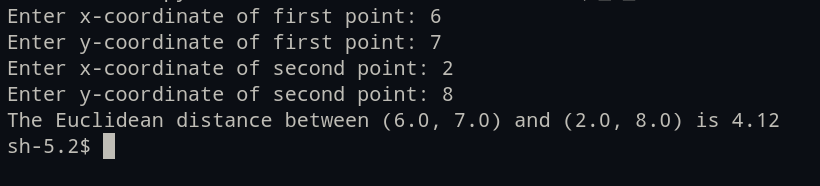 Enter x-coordinate of first point: 6
Enter y-coordinate of first point: 7
Enter x-coordinate of second point: 2
Enter y-coordinate of second point: 8
The Euclidean distance between (6.0, 7.0) and (2.0, 8.0) is 4.12
sh-5.2$